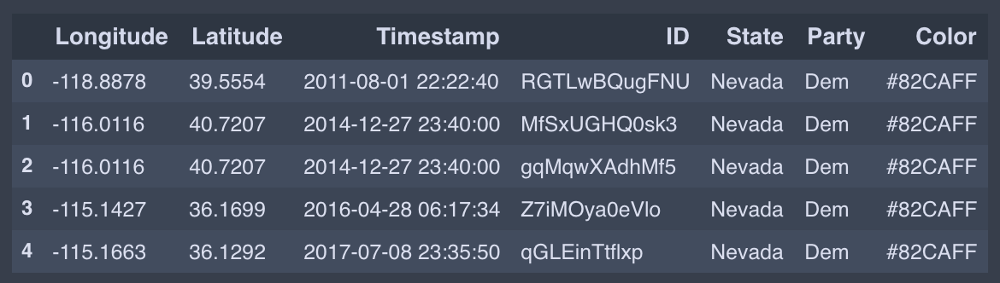 Longitude Latitude Timestamp ID State Party Color
0 -118.8878 39.5554 2011-08-01 22:22:40 RGTLwBQugFNU Nevada Dem #82CAFF
1 -116.0116 40.7207 2014-12-27 23:40:00 MfSxUGHQ0sk3 Nevada Dem #82CAFF
2 -116.0116 40.7207 2014-12-27 23:40:00 gqMqwXAdhMf5 Nevada Dem #82CAFF
3 -115.1427 36.1699 2016-04-28 06:17:34 Z7iMOya0eVlo Nevada Dem #82CAFF
4 -115.1663 36.1292 2017-07-08 23:35:50 qGLEinTtflxp Nevada Dem #82CAFF